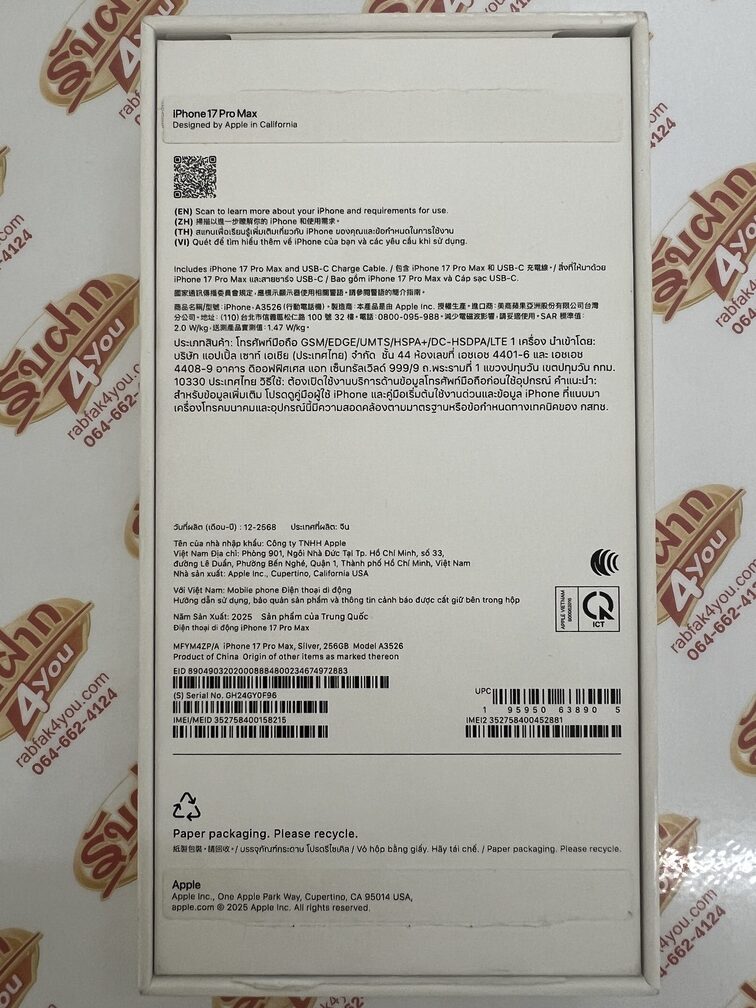 iPhone 17 Pro Max
Designed by Apple in California
(EN) Scan to learn more about your iPhone and requirements for use.
(ZH) 掃描以進一步瞭解你的 iPhone 和使用需求。
(TH) สแกนเพื่อเรียนรู้เพิ่มเติมเกี่ยวกับ iPhone ของคุณและข้อกำหนดในการใช้งาน
(VI) Quét để tìm hiểu thêm về iPhone của bạn và các yêu cầu khi sử dụng.
Includes iPhone 17 Pro Max and USB-C Charge Cable. / 包含 iPhone 17 Pro Max 和 USB-C 充電線。/ สิ่งที่ให้มาด้วย
iPhone 17 Pro Max และสายชาร์จ USB-C / Bao gồm iPhone 17 Pro Max và Cáp sạc USB-C.
國家通訊傳播委員會規定，應標示顯示器使用相關警語。請參閱警語的簡介指南。
商品名稱/型號：iPhone，A3526（行動電話機）。製造商：本產品是由 Apple Inc. 授權生產。進口商：美商蘋果亞洲股份有限公司台灣
分公司。地址：(110) 台北市信義區松仁路 100 號 32 樓。電話：0800-095-988。減少電磁波影響，請妥適使用。SAR 標準值：
2.0 W/kg，送測產品實測值：1.47 W/kg。
ประเภทสินค้า: โทรศัพท์มือถือ GSM/EDGE/UMTS/HSPA+/DC-HSDPA/LTE 1 เครื่อง นำเข้าโดย:
บริษัท แอปเปิ้ล เซาท์ เอเชีย (ประเทศไทย) จำกัด ชั้น 44 ห้องเลขที่ เอชเอช 4401-6 และ เอชเอช
4408-9 อาคาร ดิออฟฟิศเศส แอท เซ็นทรัลเวิลด์ 999/9 ถ.พระรามที่ 1 แขวงปทุมวัน เขตปทุมวัน กทม.
10330 ประเทศไทย วิธีใช้: ต้องเปิดใช้งานบริการด้านข้อมูลโทรศัพท์มือถือก่อนใช้อุปกรณ์ คำแนะนำ:
สำหรับข้อมูลเพิ่มเติม โปรดดูคู่มือผู้ใช้ iPhone และคู่มือเริ่มต้นใช้งานด่วนและข้อมูล iPhone ที่แนบมา
เครื่องโทรคมนาคมและอุปกรณ์นี้มีความสอดคล้องตามมาตรฐานหรือข้อกำหนดทางเทคนิคของ กสทช.
วันที่ผลิต (เดือน-ปี) : 12-2568 ประเทศที่ผลิต: จีน
Tên của nhà nhập khẩu: Công ty TNHH Apple
Việt Nam Địa chỉ: Phòng 901, Ngôi Nhà Đức Tại Tp. Hồ Chí Minh, số 33,
đường Lê Duẩn, Phường Bến Nghé, Quận 1, Thành phố Hồ Chí Minh, Việt Nam
Nhà sản xuất: Apple Inc., Cupertino, California USA
Với Việt Nam: Mobile phone Điện thoại di động
Hướng dẫn sử dụng, bảo quản sản phẩm và thông tin cảnh báo được cất giữ bên trong hộp
APPLE VIETNAM
ICT
Năm Sản Xuất: 2025 Sản phẩm của Trung Quốc
Điện thoại di động iPhone 17 Pro Max
MFYM4ZP/A iPhone 17 Pro Max, Silver, 256GB Model A3526
Product of China Origin of other items as marked thereon
EID 89049032020008884800234674972883
(S) Serial No. GH24GY0F96
UPC
1 95950 63890 5
IMEI/MEID 352758400158215
IMEI2 352758400452881
Paper packaging. Please recycle.
紙製包裝，請回收。/ บรรจุภัณฑ์กระดาษ โปรดรีไซเคิล / Vỏ hộp bằng giấy. Hãy tái chế. / Paper packaging. Please recycle.
Apple
Apple Inc., One Apple Park Way, Cupertino, CA 95014 USA,
apple.com © 2025 Apple Inc. All rights reserved.
รับฝาก
4you
rabfak4you.com
064-662-4124